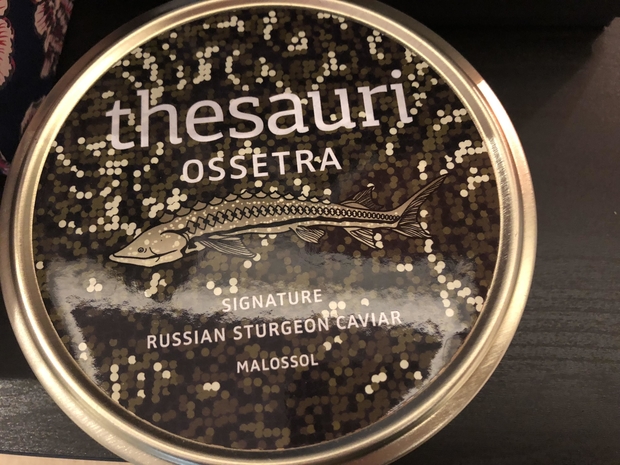 thesauri
OSSETRA
SIGNATURE
RUSSIAN STURGEON CAVIAR
MALOSSOL